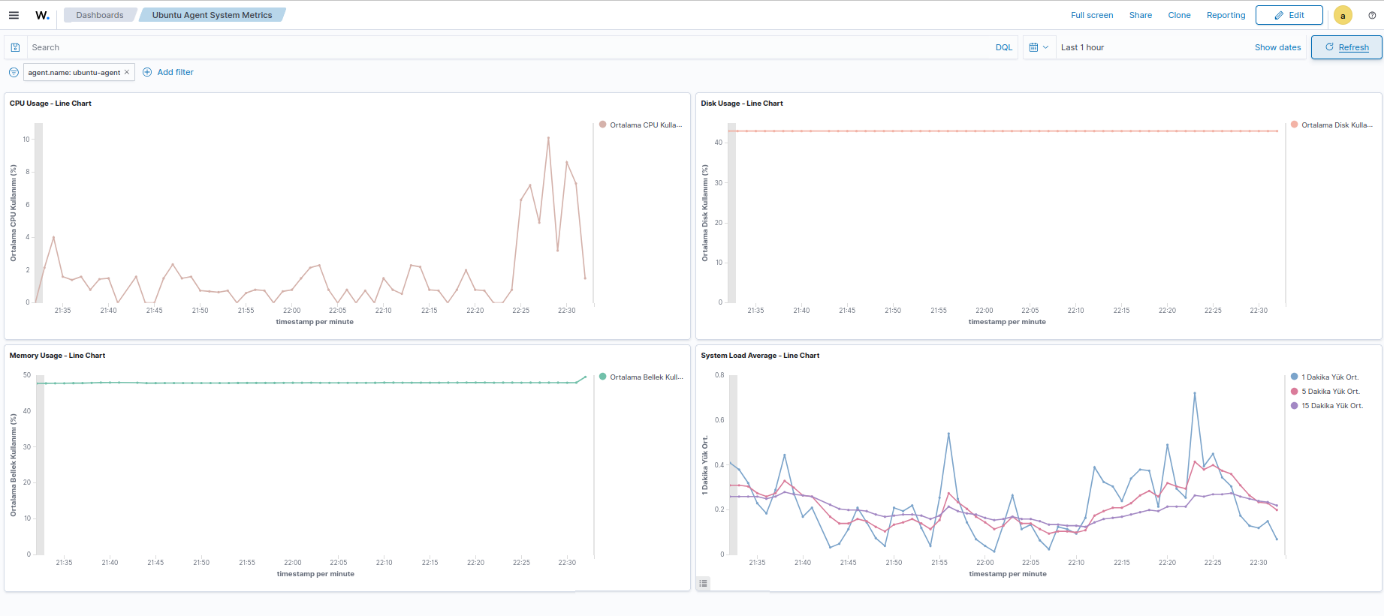 W. Dashboards Ubuntu Agent System Metrics Full screen Share Clone Reporting Edit a
Search DQL Last 1 hour Show dates Refresh
agent.name: ubuntu-agent × Add filter
CPU Usage - Line Chart
Ortalama CPU Kulla...
Ortalama CPU Kullanımı (%)
10
8
6
4
2
0
21:35 21:40 21:45 21:50 21:55 22:00 22:05 22:10 22:15 22:20 22:25 22:30
timestamp per minute
Disk Usage - Line Chart
Ortalama Disk Kulla...
Ortalama Disk Kullanımı (%)
40
30
20
10
0
21:35 21:40 21:45 21:50 21:55 22:00 22:05 22:10 22:15 22:20 22:25 22:30
timestamp per minute
Memory Usage - Line Chart
Ortalama Bellek Kull...
Ortalama Bellek Kullanımı (%)
50
40
30
20
10
0
21:35 21:40 21:45 21:50 21:55 22:00 22:05 22:10 22:15 22:20 22:25 22:30
timestamp per minute
System Load Average - Line Chart
1 Dakika Yük Ort.
5 Dakika Yük Ort.
15 Dakika Yük Ort.
1 Dakika Yük Ort.
0.8
0.6
0.4
0.2
0
21:35 21:40 21:45 21:50 21:55 22:00 22:05 22:10 22:15 22:20 22:25 22:30
timestamp per minute